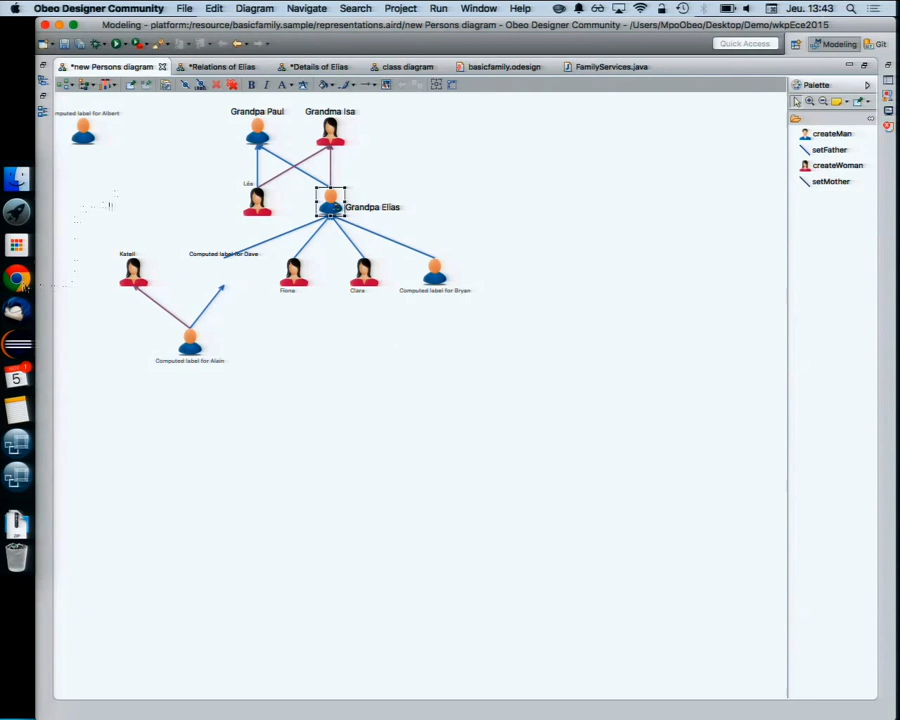 Obeo Designer Community File Edit Diagram Navigate Search Project Run Window Help Jeu. 13:43
Modeling - platform:/resource/basicfamily.sample/representations.aird/new Persons diagram - Obeo Designer Community - /Users/MpoObeo/Desktop/Demo/wkpEce2015
Quick Access Modeling Git
*new Persons diagram *Relations of Elias *Details of Elias class diagram basicfamily.odesign FamilyServices.java
Palette
createMan
setFather
createWoman
setMother
mputed label for Albert
Grandpa Paul Grandma Isa
Léa
Grandpa Elias
Katell
Computed label for Dave
Fiona Clara Computed label for Bryan
Computed label for Alain
5